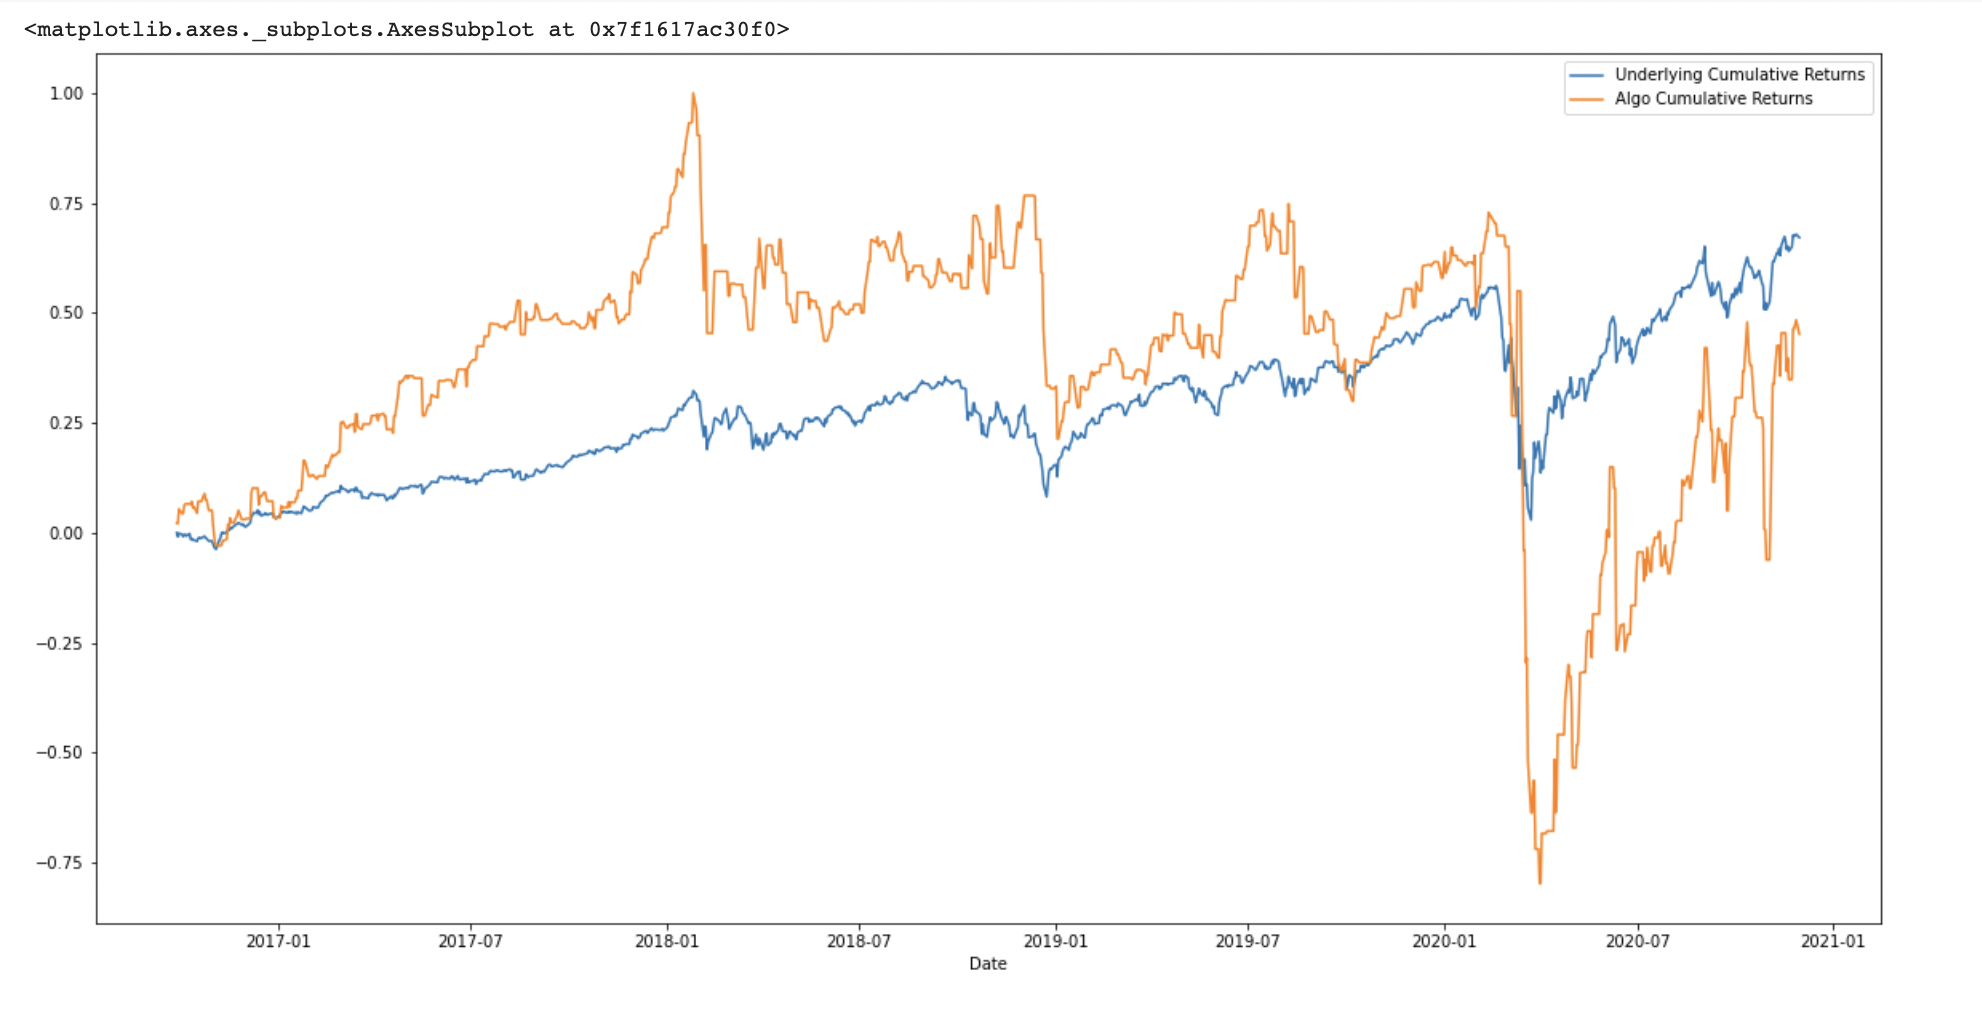 <matplotlib.axes._subplots.AxesSubplot at 0x7f1617ac30f0>
Underlying Cumulative Returns
Algo Cumulative Returns
1.00
0.75
0.50
0.25
0.00
−0.25
−0.50
−0.75
2017-01 2017-07 2018-01 2018-07 2019-01 2019-07 2020-01 2020-07 2021-01
Date